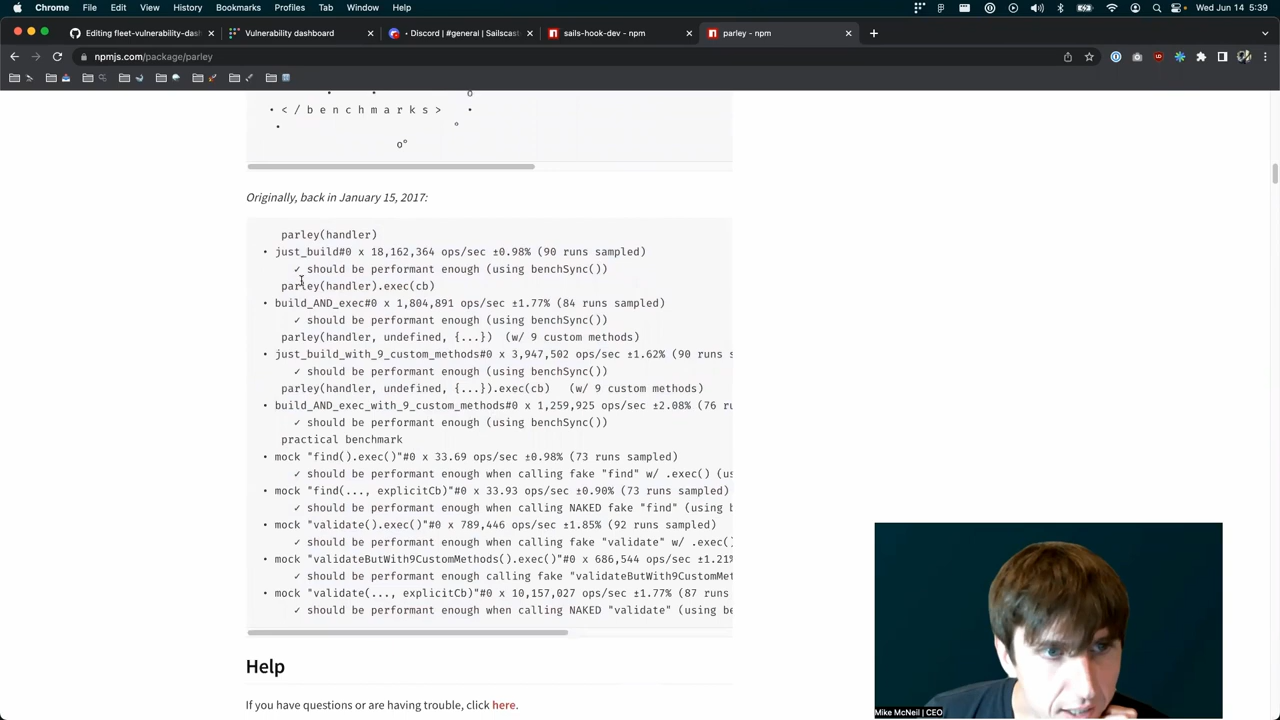 Chrome File Edit View History Bookmarks Profiles Tab Window Help Wed Jun 14 5:39
Editing fleet-vulnerability-das Vulnerability dashboard Discord | #general | Sailscast sails-hook-dev - npm parley - npm
npmjs.com/package/parley
• < / b e n c h m a r k s > •
o°
Originally, back in January 15, 2017:
parley(handler)
• just_build#0 x 18,162,364 ops/sec ±0.98% (90 runs sampled)
✓ should be performant enough (using benchSync())
parley(handler).exec(cb)
• build_AND_exec#0 x 1,804,891 ops/sec ±1.77% (84 runs sampled)
✓ should be performant enough (using benchSync())
parley(handler, undefined, {...}) (w/ 9 custom methods)
• just_build_with_9_custom_methods#0 x 3,947,502 ops/sec ±1.62% (90 runs s
✓ should be performant enough (using benchSync())
parley(handler, undefined, {...}).exec(cb) (w/ 9 custom methods)
• build_AND_exec_with_9_custom_methods#0 x 1,259,925 ops/sec ±2.08% (76 ru
✓ should be performant enough (using benchSync())
practical benchmark
• mock "find().exec()"#0 x 33.69 ops/sec ±0.98% (73 runs sampled)
✓ should be performant enough when calling fake "find" w/ .exec() (us
• mock "find(..., explicitCb)"#0 x 33.93 ops/sec ±0.90% (73 runs sampled)
✓ should be performant enough when calling NAKED fake "find" (using b
• mock "validate().exec()"#0 x 789,446 ops/sec ±1.85% (92 runs sampled)
✓ should be performant enough when calling fake "validate" w/ .exec()
• mock "validateButWith9CustomMethods().exec()"#0 x 686,544 ops/sec ±1.21%
✓ should be performant enough calling fake "validateButWith9CustomMet
• mock "validate(..., explicitCb)"#0 x 10,157,027 ops/sec ±1.77% (87 runs
✓ should be performant enough when calling NAKED "validate" (using be
Help
If you have questions or are having trouble, click here.
Mike McNeil | CEO